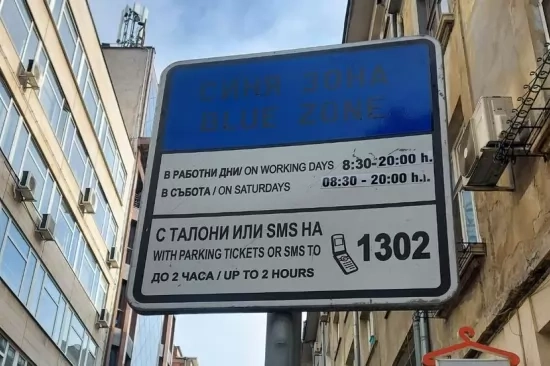 СИНЯ ЗОНА
BLUE ZONE
В РАБОТНИ ДНИ/ ON WORKING DAYS 8:30-20:00 h.
В СЪБОТА / ON SATURDAYS 08:30 - 20:00 h.
С ТАЛОНИ ИЛИ SMS НА
WITH PARKING TICKETS OR SMS TO 1302
ДО 2 ЧАСА / UP TO 2 HOURS